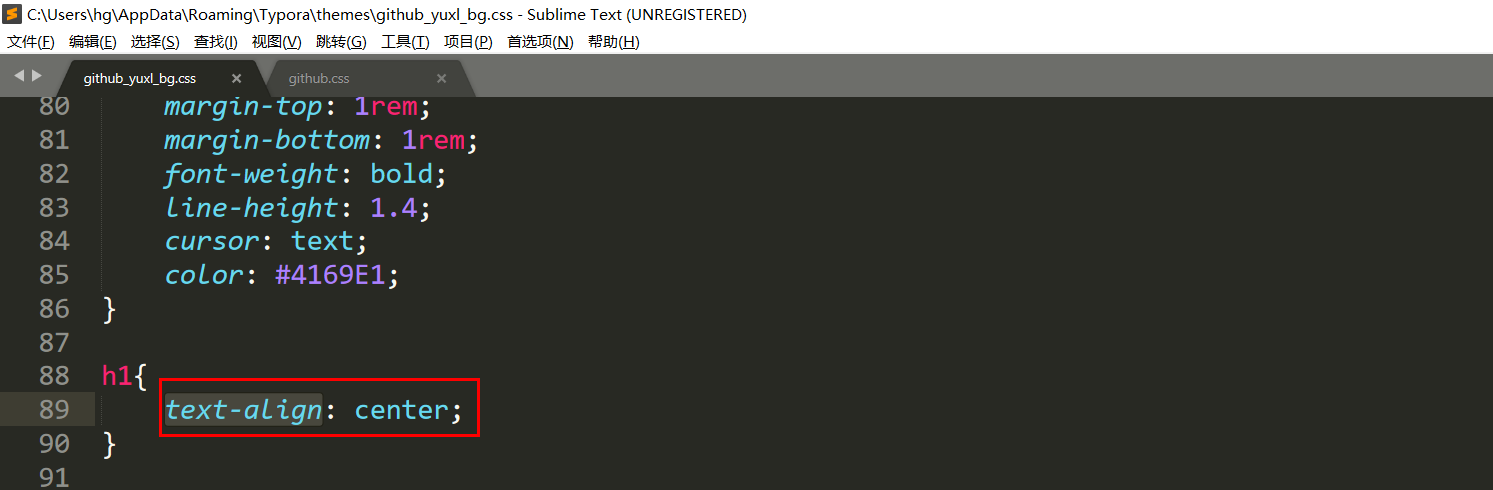 C:\Users\hg\AppData\Roaming\Typora\themes\github_yuxl_bg.css - Sublime Text (UNREGISTERED)
文件(F) 编辑(E) 选择(S) 查找(I) 视图(V) 跳转(G) 工具(T) 项目(P) 首选项(N) 帮助(H)
github_yuxl_bg.css × github.css ×
80 margin-top: 1rem;
81 margin-bottom: 1rem;
82 font-weight: bold;
83 line-height: 1.4;
84 cursor: text;
85 color: #4169E1;
86 }
87
88 h1{
89 text-align: center;
90 }
91